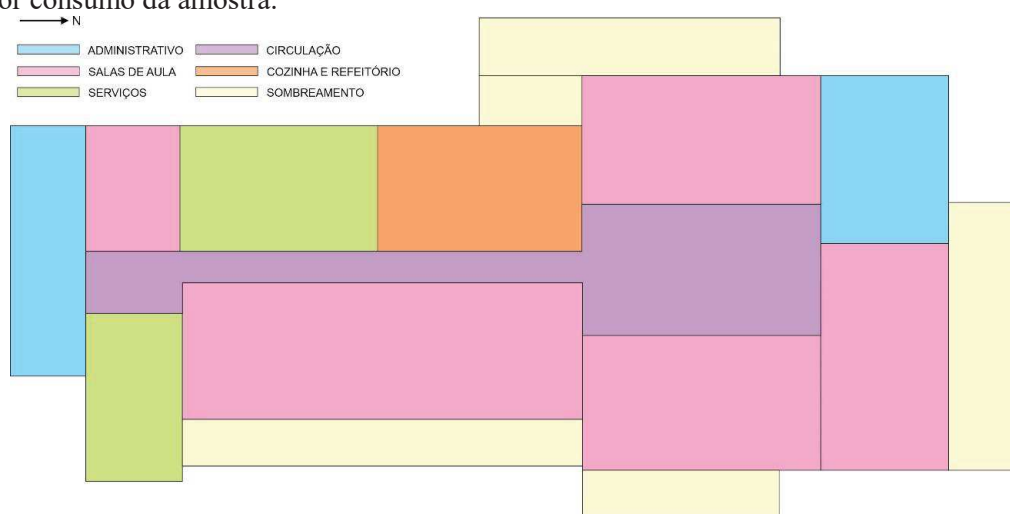 or consumo da amostra.
N
ADMINISTRATIVO
CIRCULAÇÃO
SALAS DE AULA
COZINHA E REFEITÓRIO
SERVIÇOS
SOMBREAMENTO